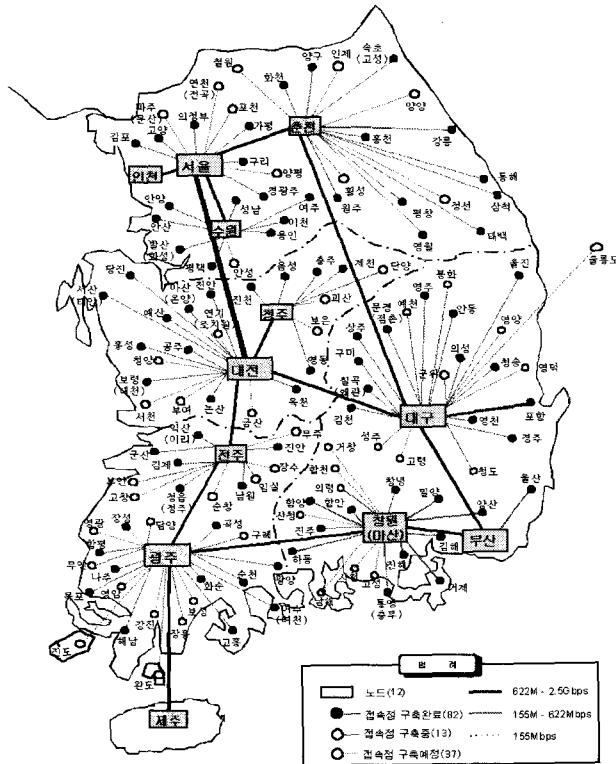 철원
연천
(전곡)
화천
양구
인제
속초
(고성)
파주
(문산)
고양
의정부
포천
가평
춘천
양양
김포
인천
서울
구리
양평
홍천
강릉
안양
안산
성남
경광주
여주
이천
수원
용인
횡성
원주
평창
정선
동해
삼척
태백
영월
평택
안성
음성
충주
제천
단양
봉화
울진
울릉도
당진
서산
태안
예산
천안
(온양)
진천
청주
괴산
보은
영동
연기
홍성
청양
공주
대전
옥천
보령
(대천)
서천
부여
논산
금산
문경
(점촌)
예천
영주
안동
영양
상주
구미
의성
청송
영덕
군위
칠곡
(왜관)
김천
성주
고령
대구
포항
영천
경주
청도
익산
(이리)
군산
김제
전주
무주
진안
장수
임실
남원
순창
부안
고창
정읍
(정주)
거창
합천
의령
창녕
밀양
울산
양산
함양
산청
함안
진주
창원
(마산)
부산
김해
진해
거제
고성
통영
(충무)
하동
영광
장성
담양
곡성
구례
함평
무안
나주
광주
화순
순천
광양
목포
영암
강진
장흥
보성
고흥
해남
진도
완도
제주
범 례
노드(12)
622M - 2.5Gbps
접속점 구축완료(82)
155M - 622Mbps
접속점 구축중(13)
155Mbps
접속점 구축예정(37)